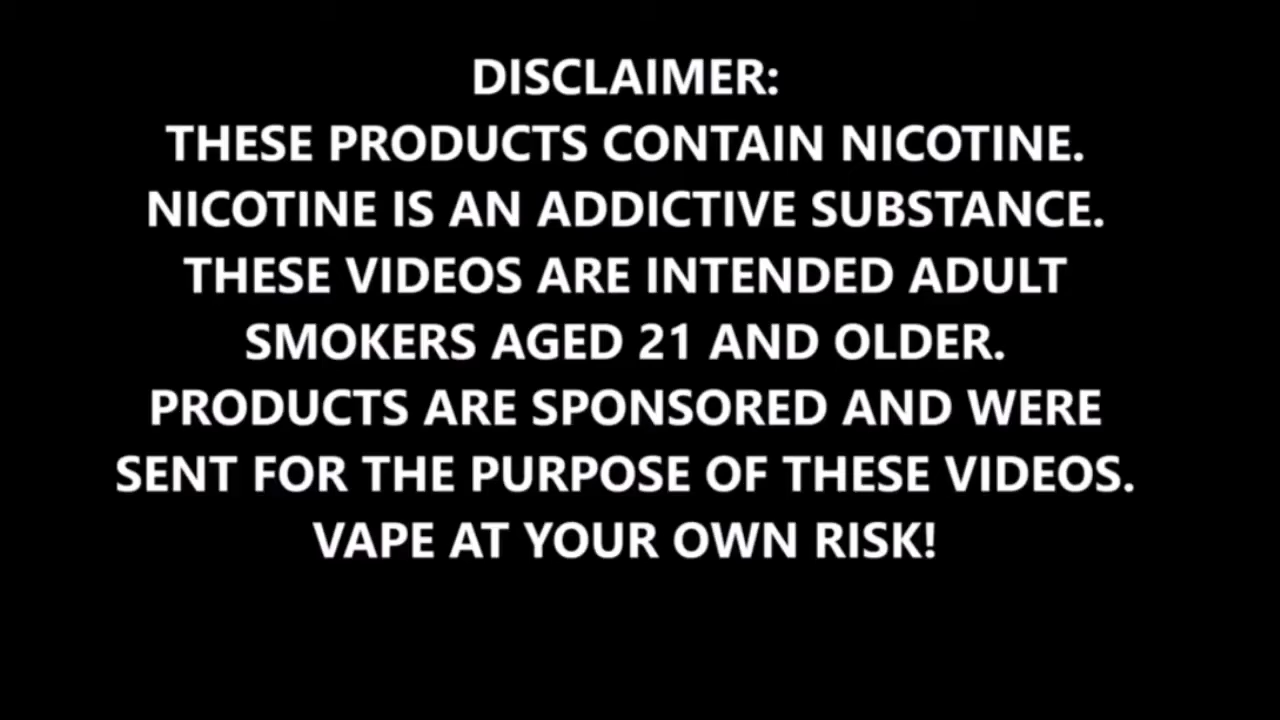 DISCLAIMER:
THESE PRODUCTS CONTAIN NICOTINE.
NICOTINE IS AN ADDICTIVE SUBSTANCE.
THESE VIDEOS ARE INTENDED ADULT
SMOKERS AGED 21 AND OLDER.
PRODUCTS ARE SPONSORED AND WERE
SENT FOR THE PURPOSE OF THESE VIDEOS.
VAPE AT YOUR OWN RISK!